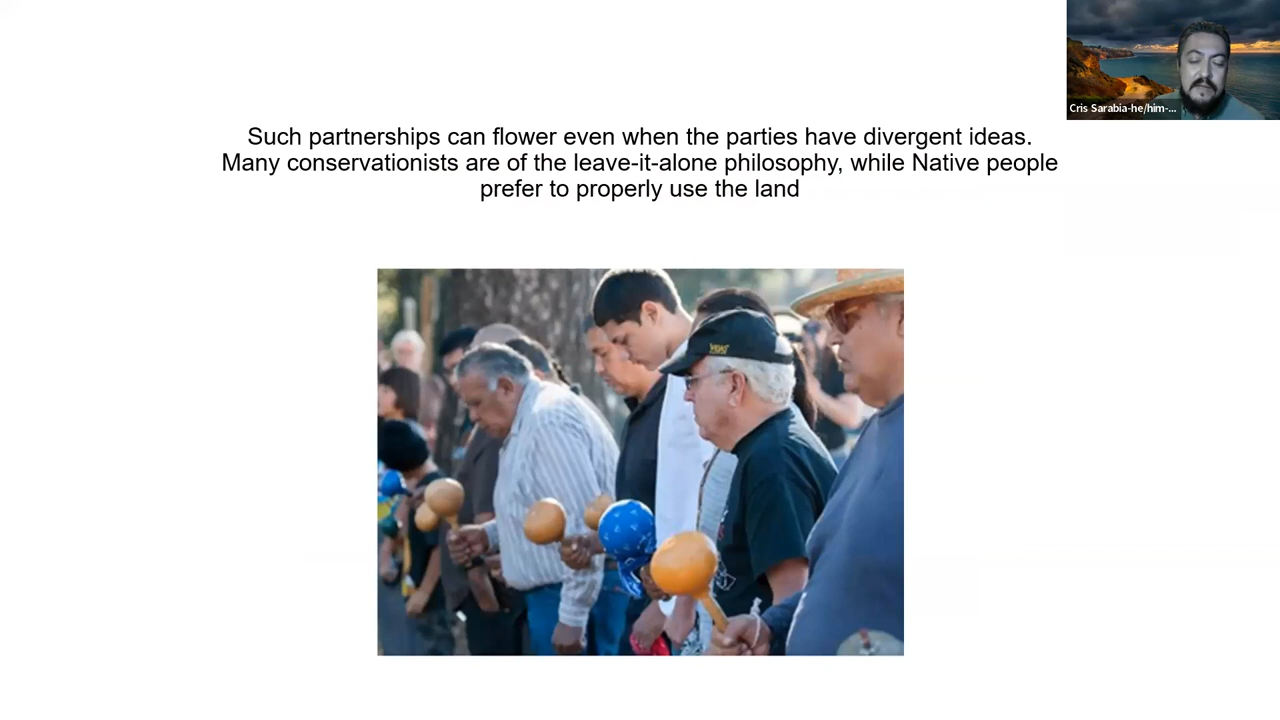 Such partnerships can flower even when the parties have divergent ideas.
Many conservationists are of the leave-it-alone philosophy, while Native people
prefer to properly use the land
Cris Sarabia-he/him-...